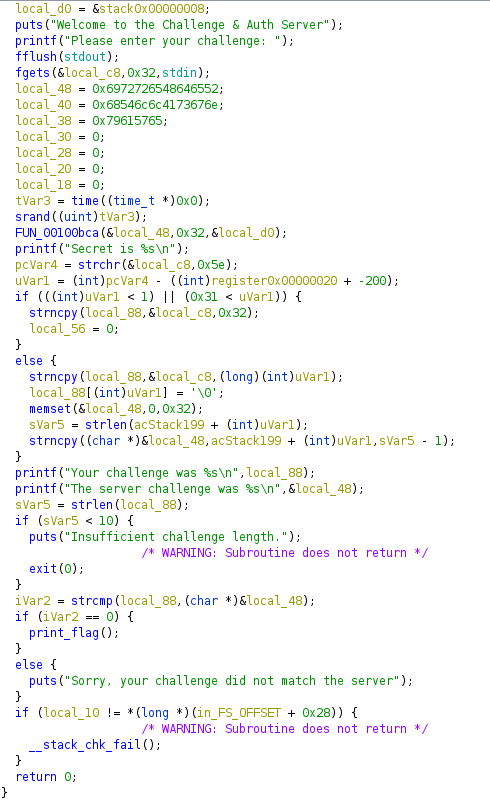 local_d0 = &stack0x00000008;
puts("Welcome to the Challenge & Auth Server");
printf("Please enter your challenge: ");
fflush(stdout);
fgets(&local_c8,0x32,stdin);
local_48 = 0x6972726548646552;
local_40 = 0x68546c6c4173676e;
local_38 = 0x79615765;
local_30 = 0;
local_28 = 0;
local_20 = 0;
local_18 = 0;
tVar3 = time((time_t *)0x0);
srand((uint)tVar3);
FUN_00100bca(&local_48,0x32,&local_d0);
printf("Secret is %s\n");
pcVar4 = strchr(&local_c8,0x5e);
uVar1 = (int)pcVar4 - ((int)register0x00000020 + -200);
if (((int)uVar1 < 1) || (0x31 < uVar1)) {
strncpy(local_88,&local_c8,0x32);
local_56 = 0;
}
else {
strncpy(local_88,&local_c8,(long)(int)uVar1);
local_88[(int)uVar1] = '\0';
memset(&local_48,0,0x32);
sVar5 = strlen(acStack199 + (int)uVar1);
strncpy((char *)&local_48,acStack199 + (int)uVar1,sVar5 - 1);
}
printf("Your challenge was %s\n",local_88);
printf("The server challenge was %s\n",&local_48);
sVar5 = strlen(local_88);
if (sVar5 < 10) {
puts("Insufficient challenge length.");
/* WARNING: Subroutine does not return */
exit(0);
}
iVar2 = strcmp(local_88,(char *)&local_48);
if (iVar2 == 0) {
print_flag();
}
else {
puts("Sorry, your challenge did not match the server");
}
if (local_10 != *(long *)(in_FS_OFFSET + 0x28)) {
/* WARNING: Subroutine does not return */
__stack_chk_fail();
}
return 0;
}